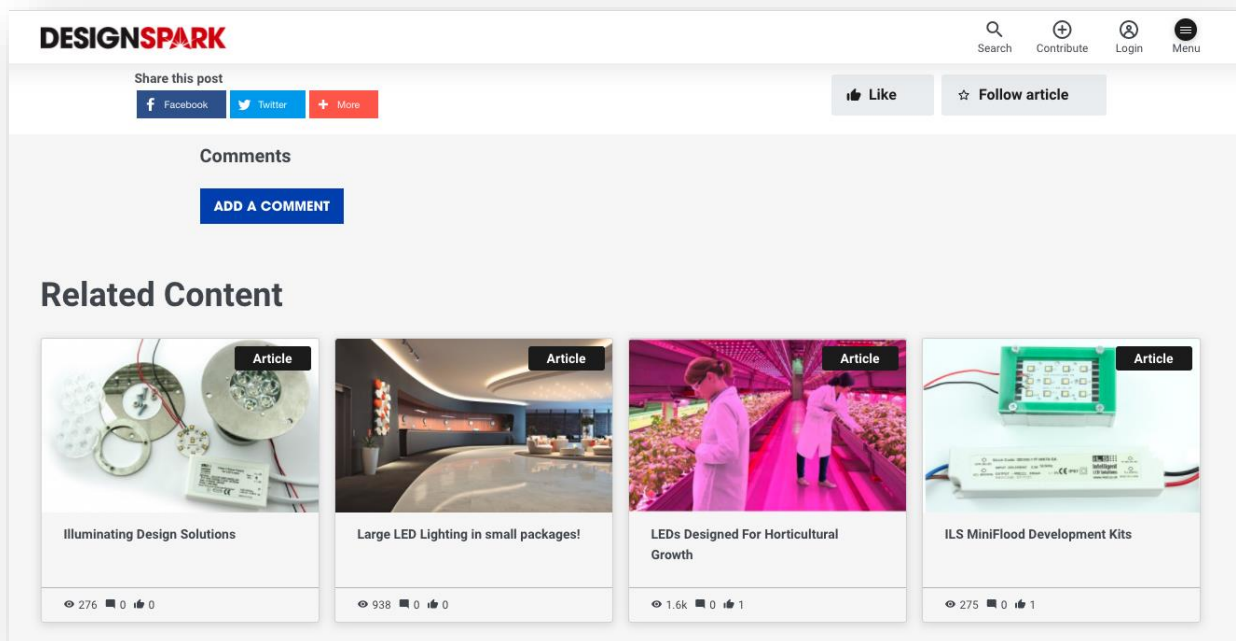 DESIGNSPARK
Search
Contribute
Login
Menu
Share this post
Facebook
Twitter
More
Like
Follow article
Comments
ADD A COMMENT
Related Content
Article
Article
Article
Article
Illuminating Design Solutions
Large LED Lighting in small packages!
LEDs Designed For Horticultural
Growth
ILS MiniFlood Development Kits
276 0 0
938 0 0
1.6k 0 1
275 0 1